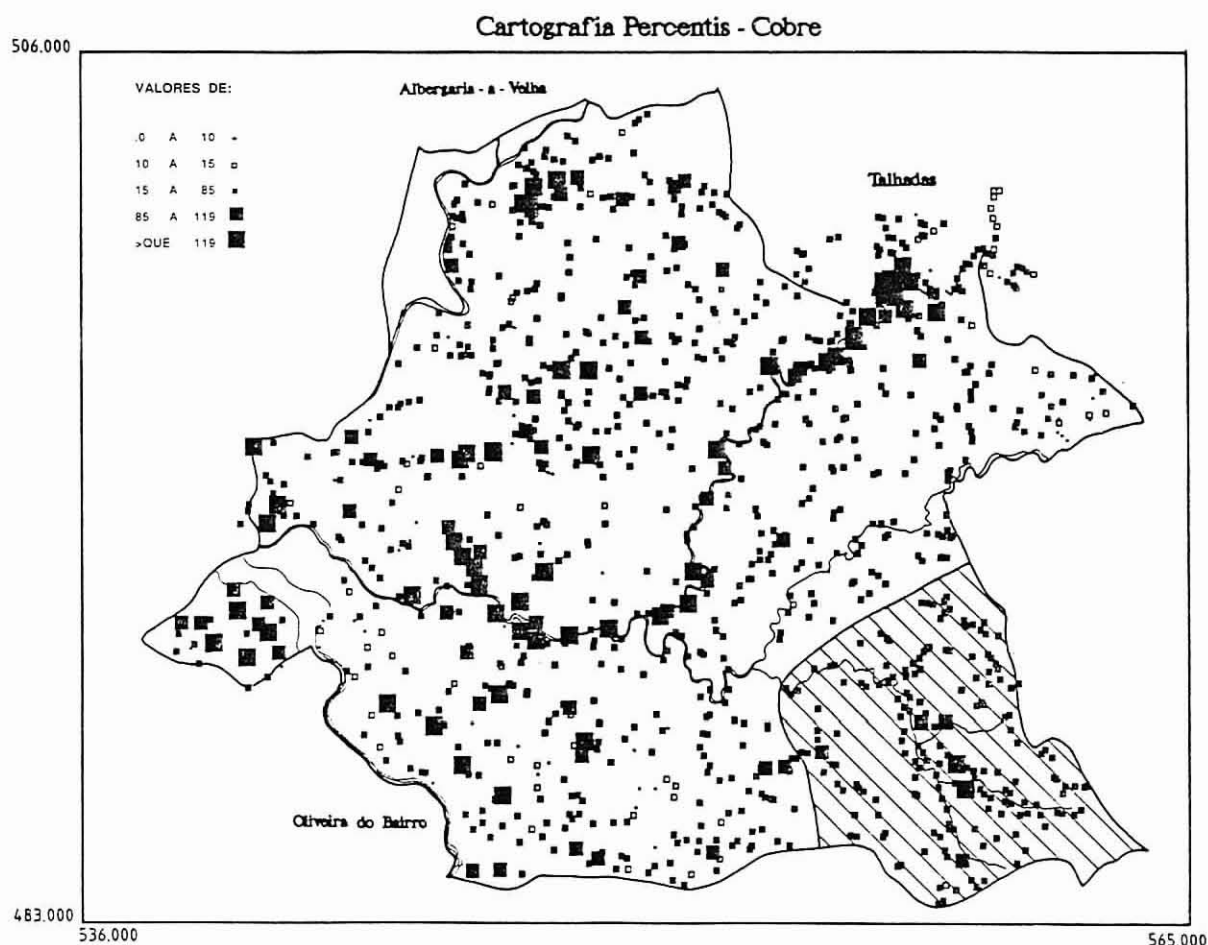 Cartografia Percentis - Cobre
506.000
VALORES DE:
.0 A 10
10 A 15
15 A 85
85 A 119
>QUE 119
Albergaria - a - Velha
Talhadas
Oliveira do Bairro
483.000
536.000
565.000